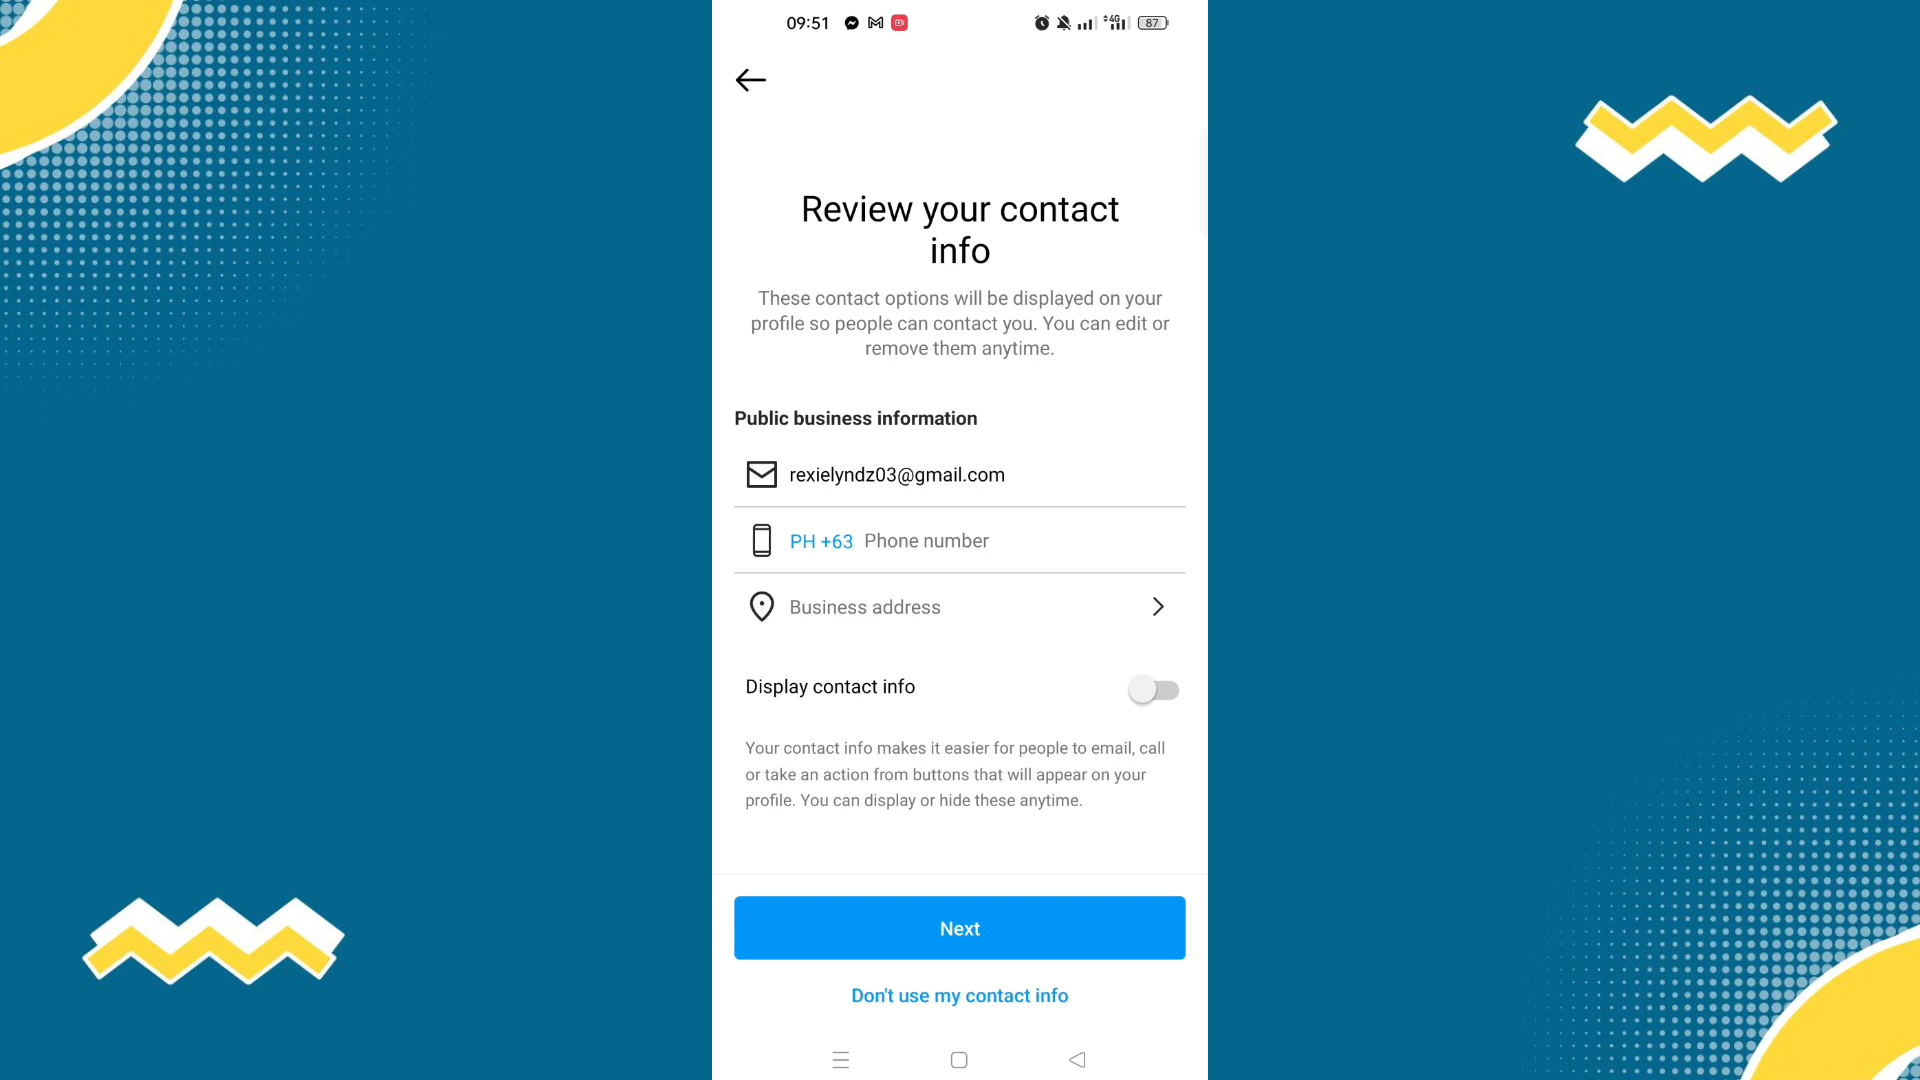 09:51
4G
87
Review your contact
info
These contact options will be displayed on your
profile so people can contact you. You can edit or
remove them anytime.
Public business information
rexielyndz03@gmail.com
PH +63 Phone number
Business address
Display contact info
Your contact info makes it easier for people to email, call
or take an action from buttons that will appear on your
profile. You can display or hide these anytime.
Next
Don't use my contact info